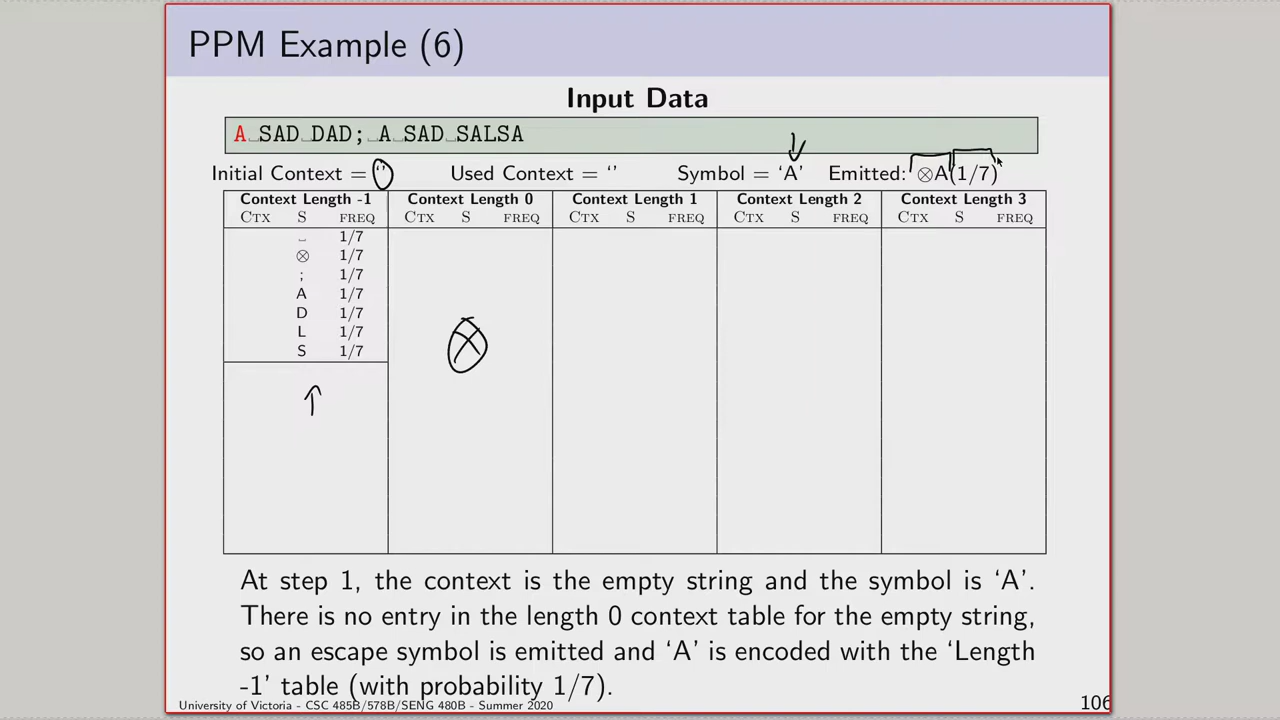 PPM Example (6)
Input Data
A␣SAD␣DAD;␣A␣SAD␣SALSA
Initial Context = ‘’ Used Context = ‘’ Symbol = ‘A’ Emitted: ⊗A(1/7)
Context Length -1 Context Length 0 Context Length 1 Context Length 2 Context Length 3
CTX S FREQ CTX S FREQ CTX S FREQ CTX S FREQ CTX S FREQ
␣ 1/7
⊗ 1/7
; 1/7
A 1/7
D 1/7
L 1/7
S 1/7
⊗
At step 1, the context is the empty string and the symbol is ‘A’.
There is no entry in the length 0 context table for the empty string,
so an escape symbol is emitted and ‘A’ is encoded with the ‘Length
-1’ table (with probability 1/7).
University of Victoria - CSC 485B/578B/SENG 480B - Summer 2020
106